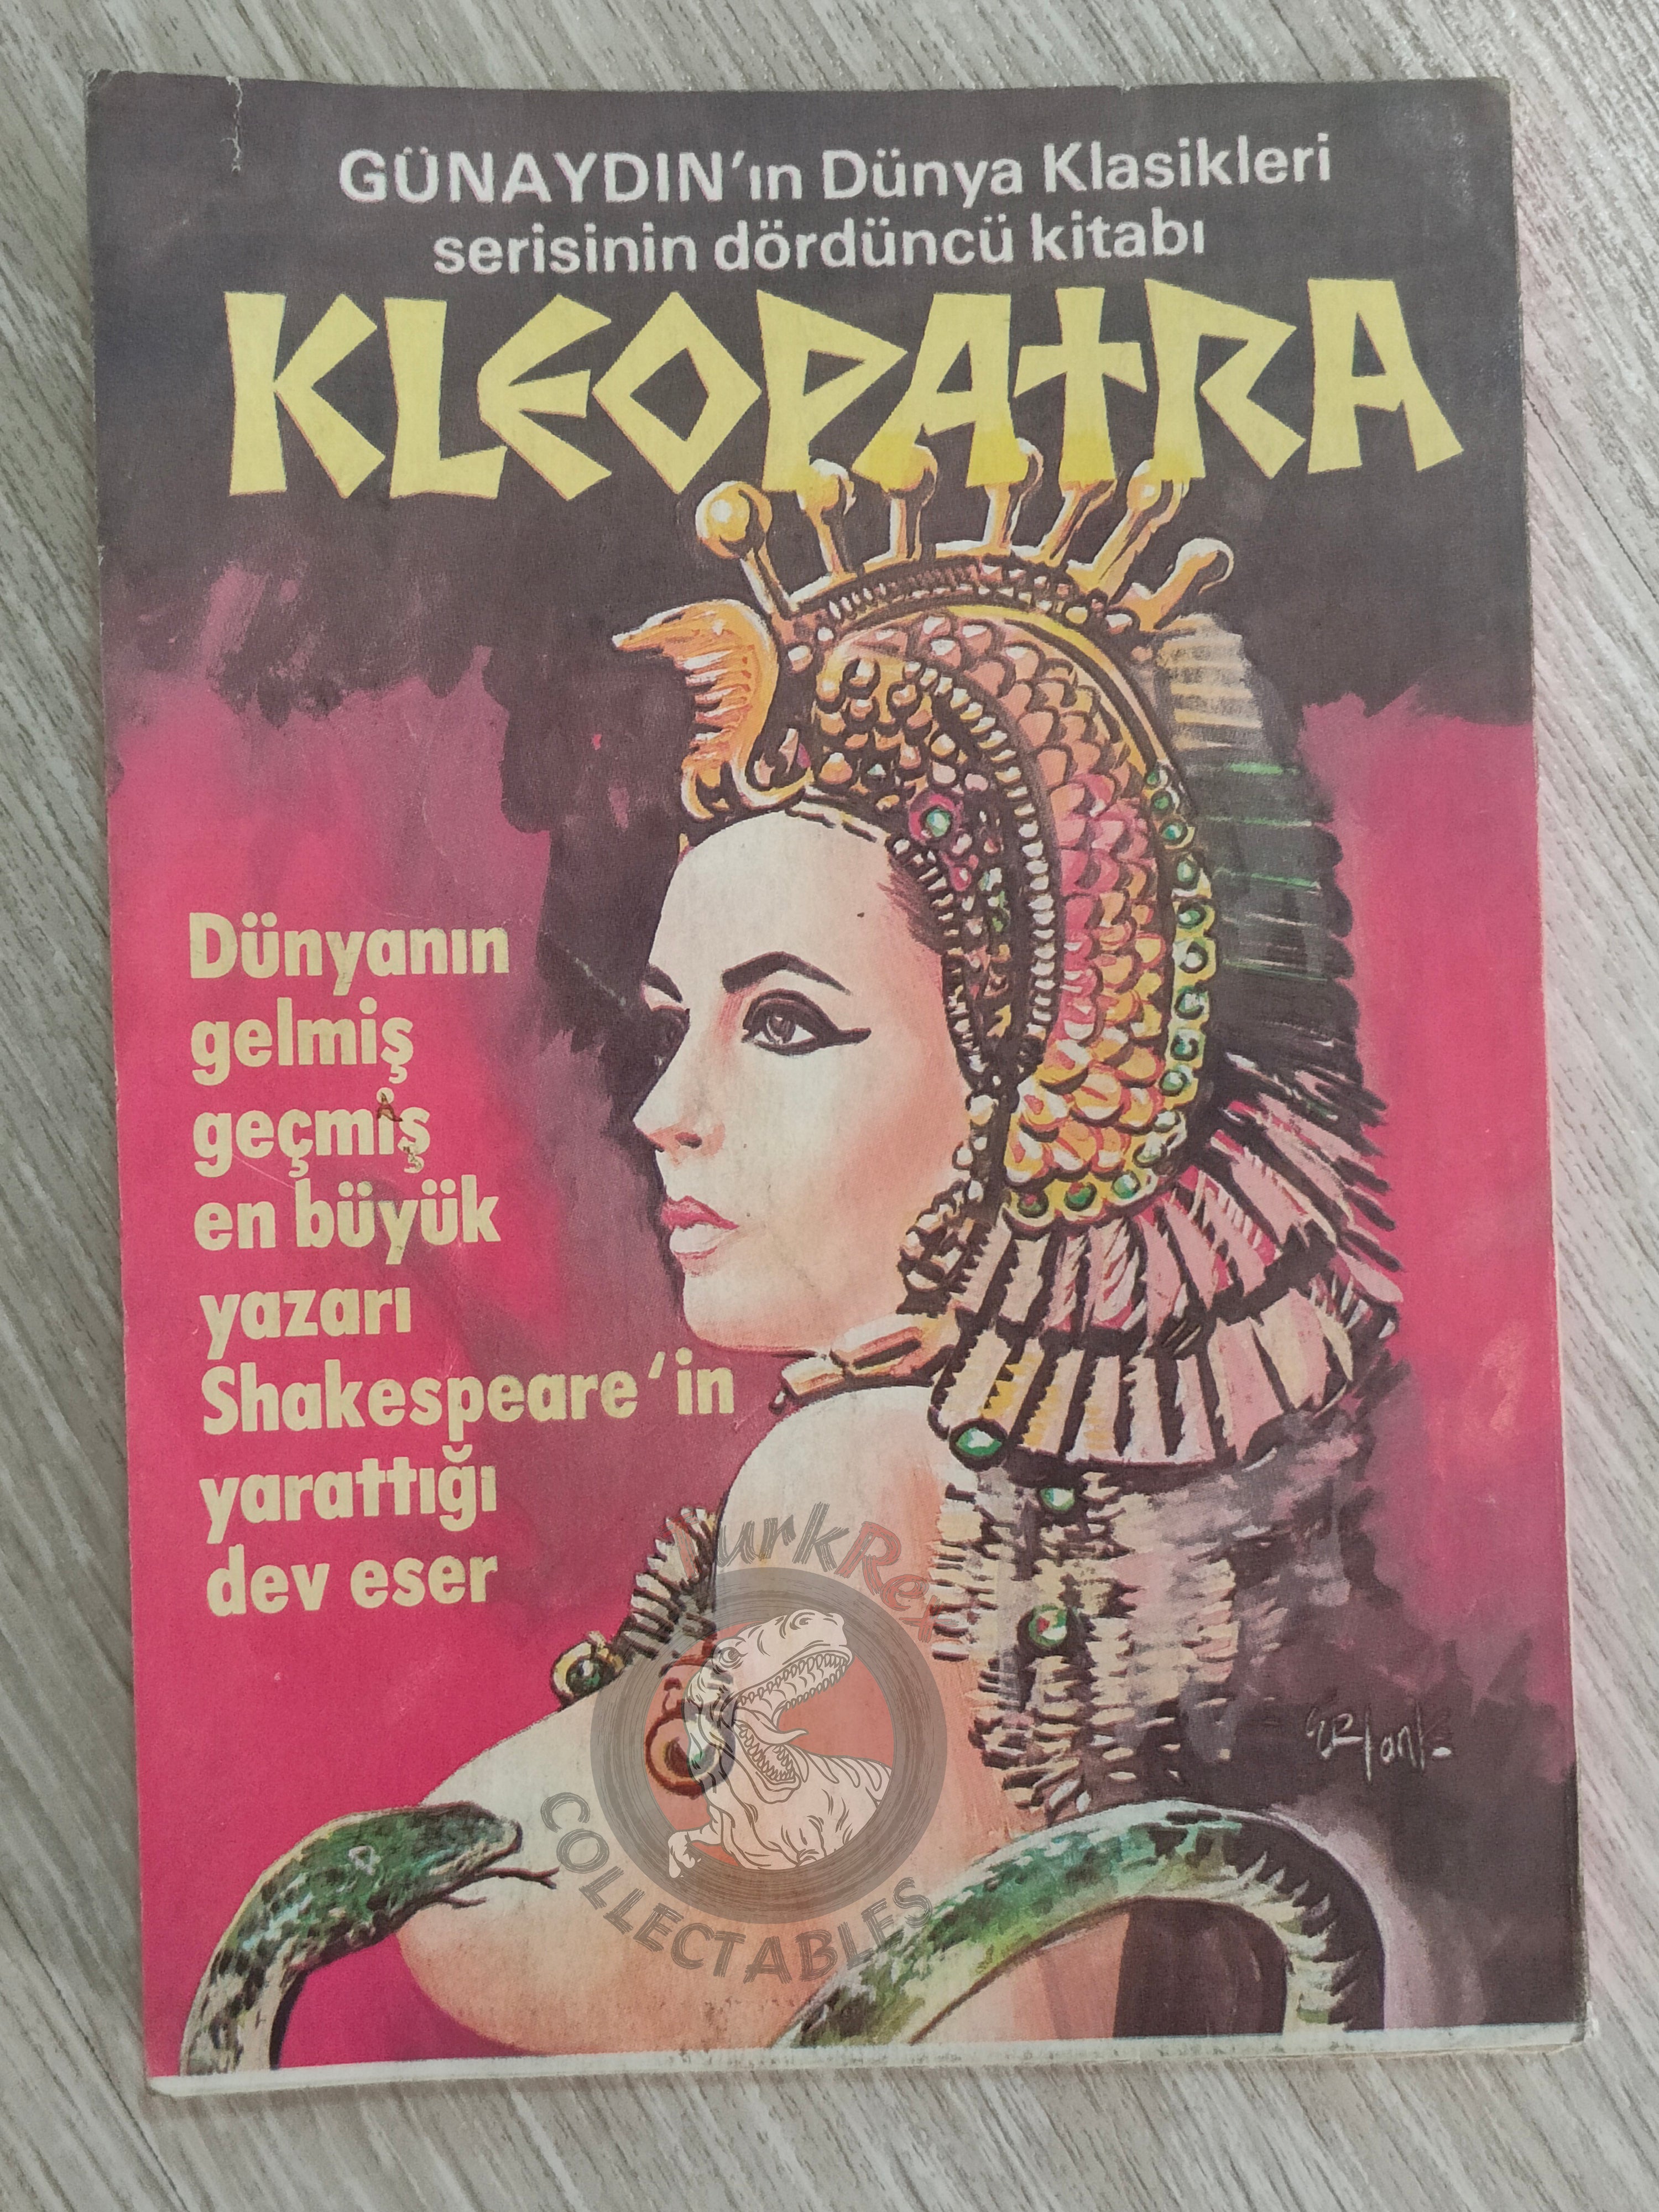 GÜNAYDIN'ın Dünya Klasikleri
serisinin dördüncü kitabı
KLEOPATRA
Dünyanın
gelmiş
geçmiş
en büyük
yazarı
Shakespeare'in
yarattığı
dev eser
urkRex
COLLECTABLES